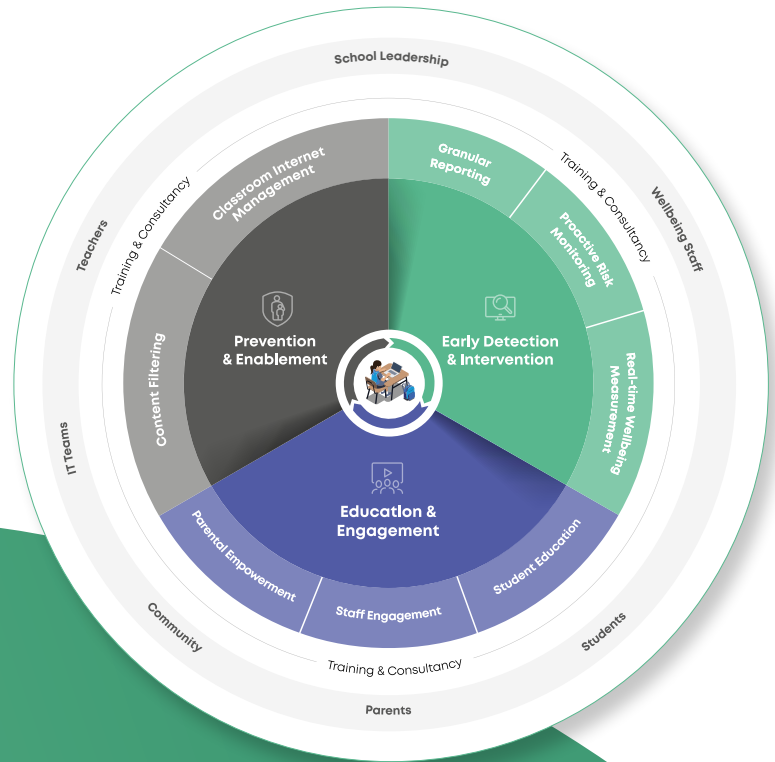 School Leadership
Wellbeing Staff
Students
Parents
Community
IT Teams
Teachers
Training & Consultancy
Training & Consultancy
Training & Consultancy
Classroom Internet
Management
Content Filtering
Granular
Reporting
Proactive Risk
Monitoring
Real-time Wellbeing
Measurement
Student Education
Staff Engagement
Parental Empowerment
Prevention
& Enablement
Early Detection
& Intervention
Education &
Engagement